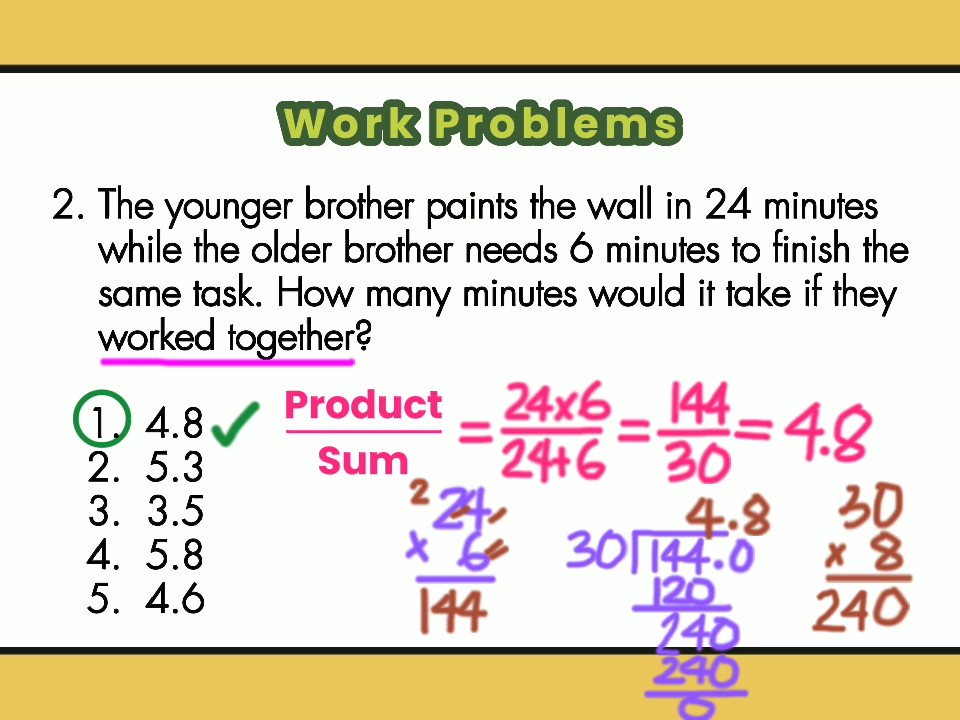 Work Problems
2. The younger brother paints the wall in 24 minutes
while the older brother needs 6 minutes to finish the
same task. How many minutes would it take if they
worked together?
1. 4.8 ✓
2. 5.3
3. 3.5
4. 5.8
5. 4.6
Product
Sum
= 24x6 = 144 = 4.8
24+6 30
2
24
x 6
144
4.8
30 144.0
120
240
240
0
30
x 8
240